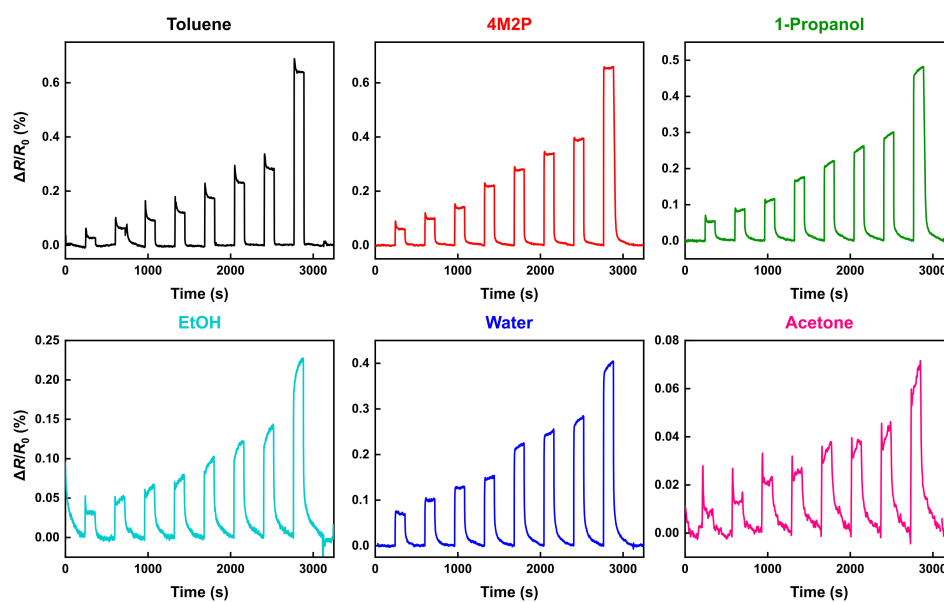 Toluene
4M2P
1-Propanol
ΔR/R0 (%)
0.6
0.4
0.2
0.0
0 1000 2000 3000
Time (s)
0.6
0.4
0.2
0.0
0 1000 2000 3000
Time (s)
0.5
0.4
0.3
0.2
0.1
0.0
0 1000 2000 3000
Time (s)
EtOH
Water
Acetone
ΔR/R0 (%)
0.25
0.20
0.15
0.10
0.05
0.00
0 1000 2000 3000
Time (s)
0.4
0.3
0.2
0.1
0.0
0 1000 2000 3000
Time (s)
0.08
0.06
0.04
0.02
0.00
0 1000 2000 3000
Time (s)